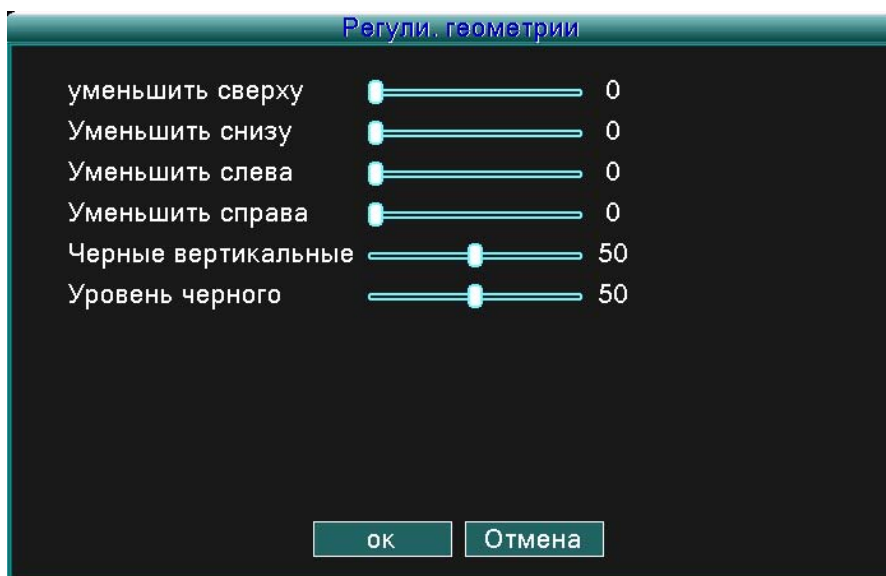 Регули. геометрии
уменьшить сверху 0
Уменьшить снизу 0
Уменьшить слева 0
Уменьшить справа 0
Черные вертикальные 50
Уровень черного 50
ок Отмена